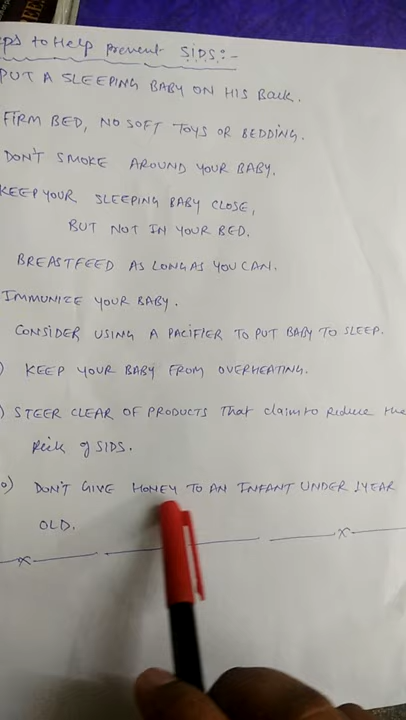 ps to Help prevent S.I.D.S:-
PUT A SLEEPING BABY ON HIS Back.
FIRM BED, NO SOFT TOYS OR BEDDING.
DON'T SMOKE AROUND YOUR BABY.
KEEP YOUR SLEEPING BABY CLOSE,
BUT NOT IN YOUR BED.
BREASTFEED AS LONG AS YOU CAN.
IMMUNIZE YOUR BABY.
CONSIDER USING A PACIFIER TO PUT BABY TO SLEEP.
) KEEP YOUR BABY FROM OVERHEATING.
) STEER CLEAR OF PRODUCTS That claim to Reduce the
Risk of SIDS.
0) DON'T GIVE HONEY TO AN INFANT UNDER 1YEAR
OLD.